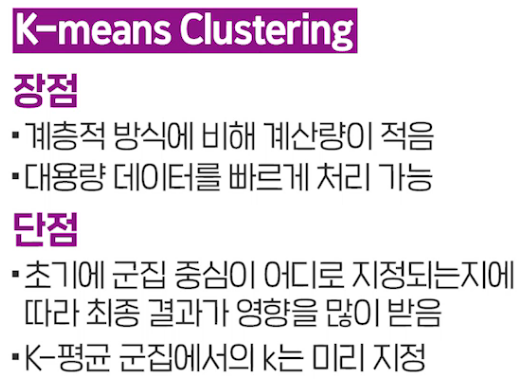 K-means Clustering
장점
▪ 계층적 방식에 비해 계산량이 적음
▪ 대용량 데이터를 빠르게 처리 가능
단점
▪ 초기에 군집 중심이 어디로 지정되는지에
따라 최종 결과가 영향을 많이 받음
▪ K-평균 군집에서의 k는 미리 지정